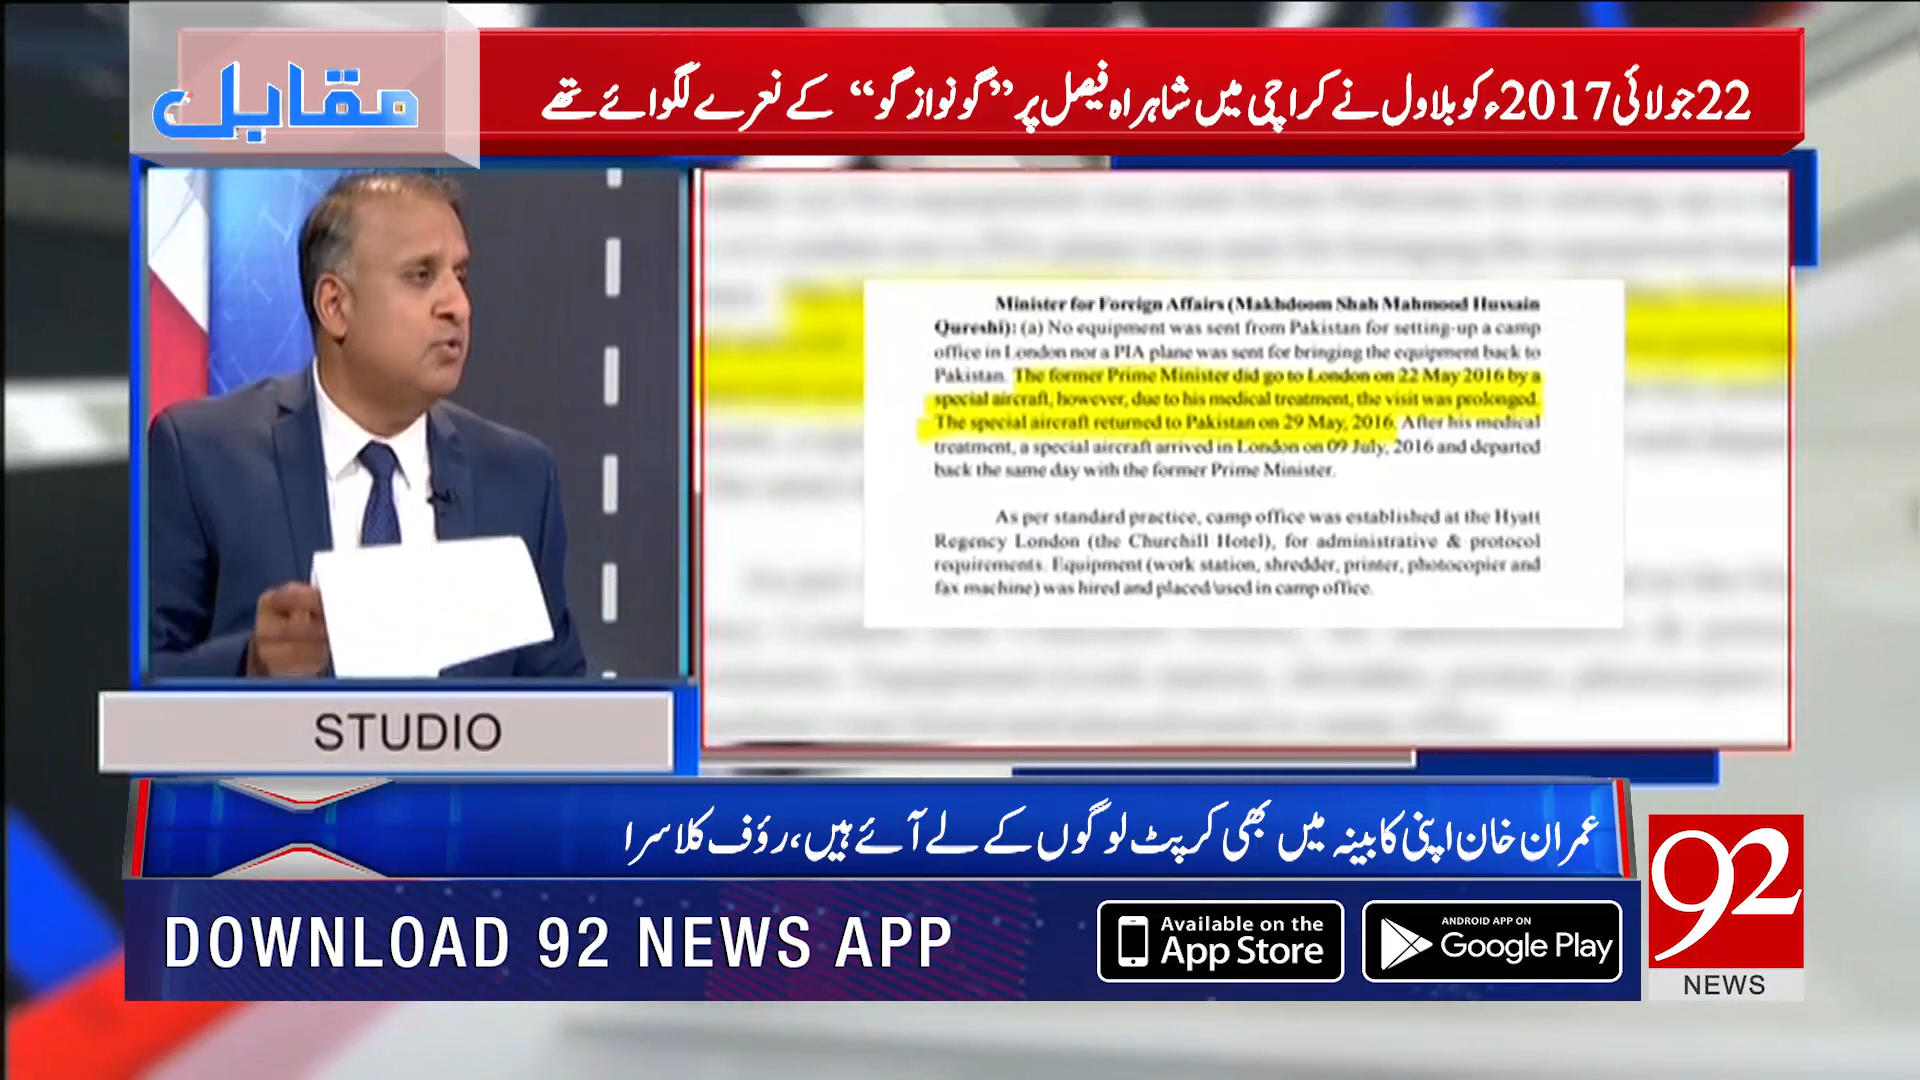 مقابل
22 جولائی 2017ء کو بلاول نے کراچی میں شاہراہ فیصل پر ”گو نواز گو“ کے نعرے لگوائے تھے
Minister for Foreign Affairs (Makhdoom Shah Mahmood Hussain
Qureshi): (a) No equipment was sent from Pakistan for setting-up a camp
office in London nor a PIA plane was sent for bringing the equipment back to
Pakistan. The former Prime Minister did go to London on 22 May 2016 by a
special aircraft, however, due to his medical treatment, the visit was prolonged.
The special aircraft returned to Pakistan on 29 May, 2016. After his medical
treatment, a special aircraft arrived in London on 09 July, 2016 and departed
back the same day with the former Prime Minister.
As per standard practice, camp office was established at the Hyatt
Regency London (the Churchill Hotel), for administrative & protocol
requirements. Equipment (work station, shredder, printer, photocopier and
fax machine) was hired and placed/used in camp office.
STUDIO
عمران خان اپنی کابینہ میں بھی کرپٹ لوگوں کے لے آئے ہیں، رؤف کلاسرا
DOWNLOAD 92 NEWS APP
Available on the
App Store
ANDROID APP ON
Google Play
92
NEWS